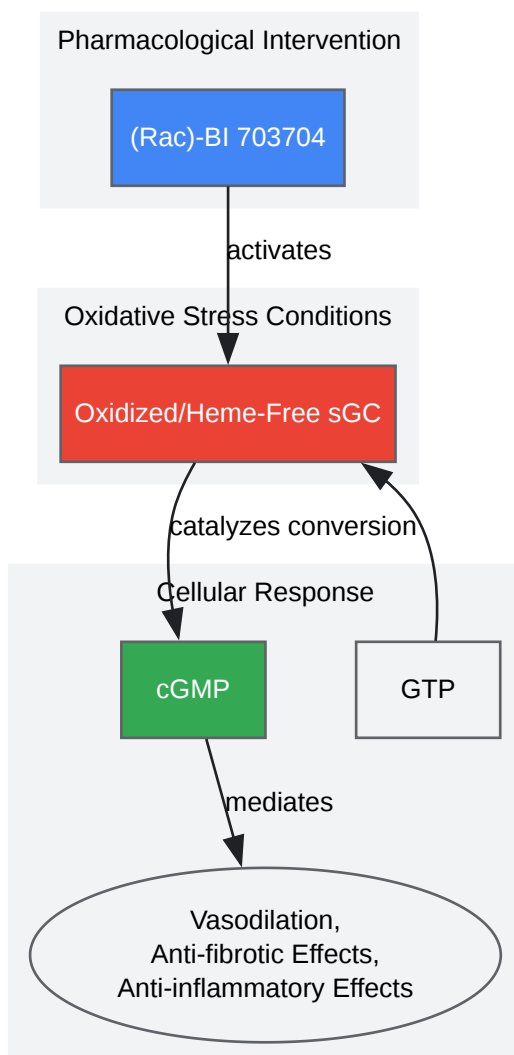 Pharmacological Intervention
(Rac)-BI 703704
activates
Oxidative Stress Conditions
Oxidized/Heme-Free sGC
catalyzes conversion
Cellular Response
cGMP
GTP
mediates
Vasodilation,
Anti-fibrotic Effects,
Anti-inflammatory Effects